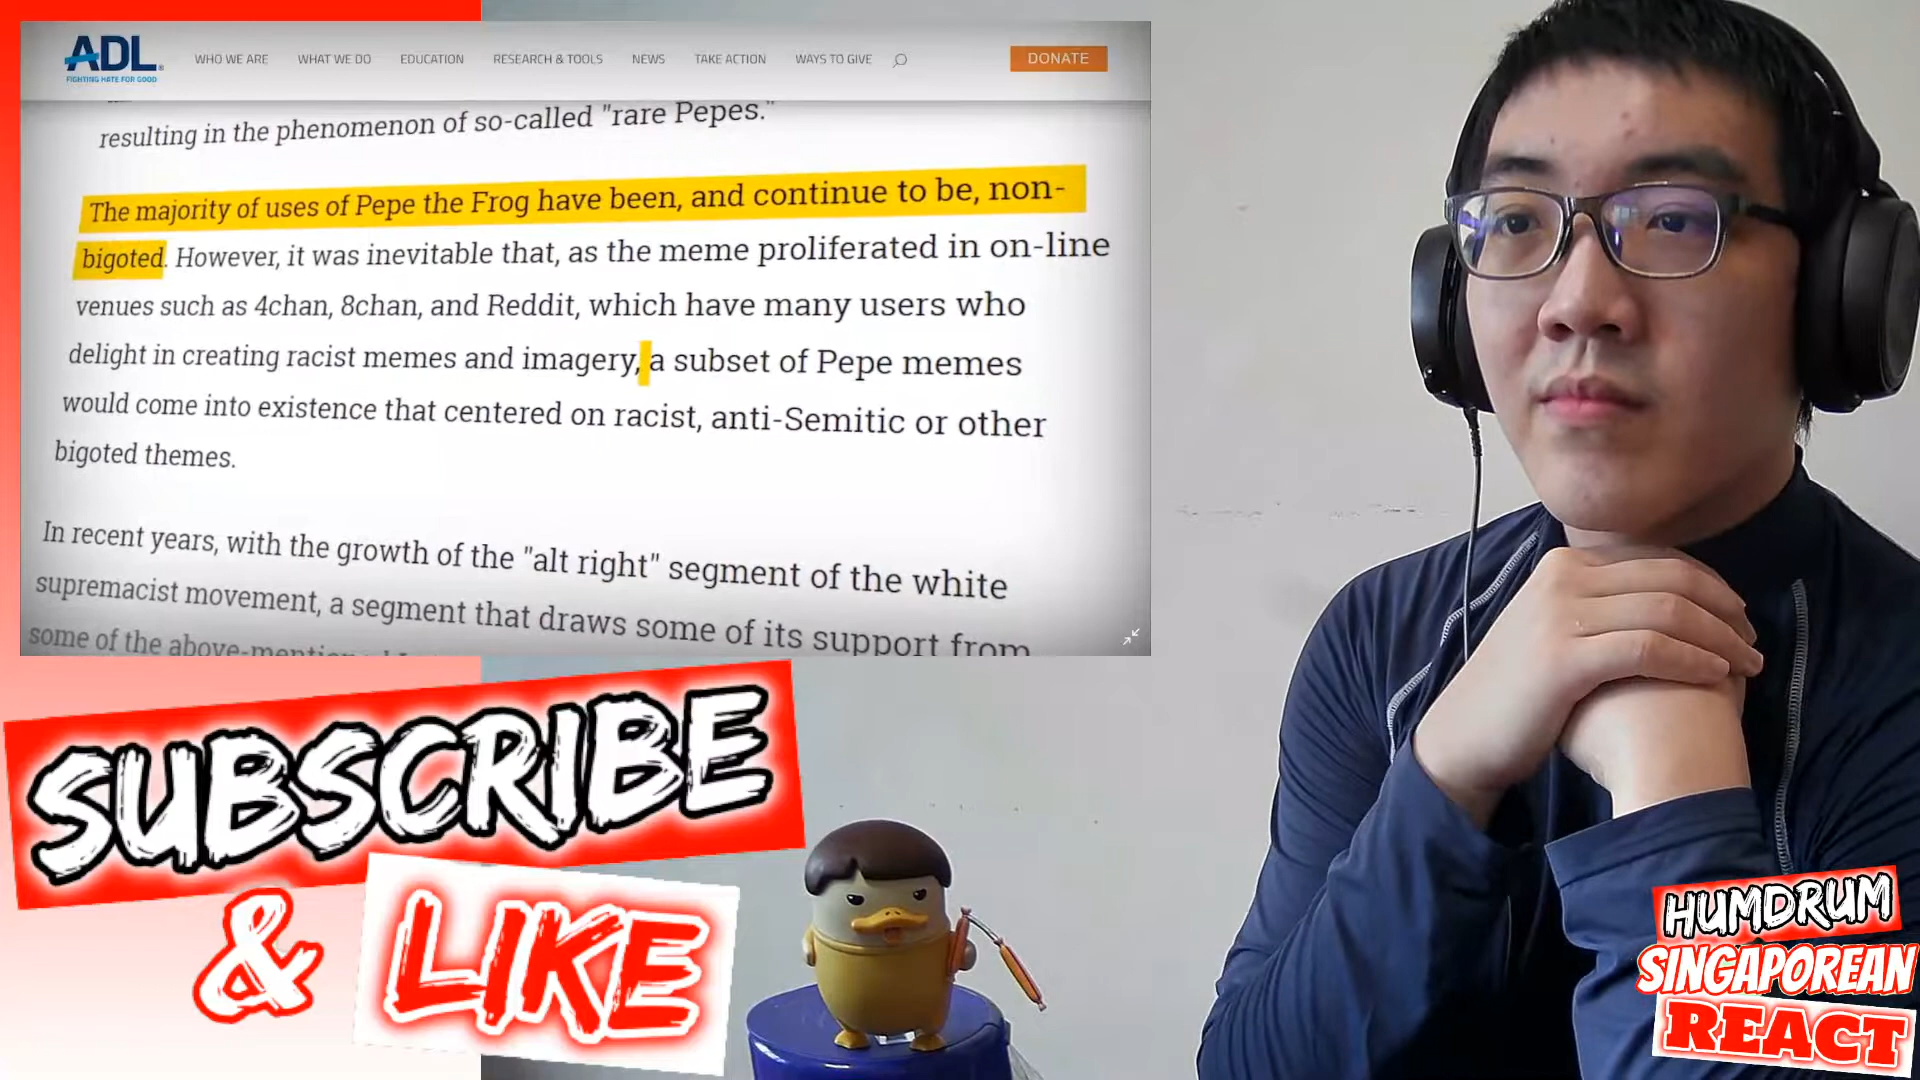 ADL
FIGHTING HATE FOR GOOD
WHO WE ARE
WHAT WE DO
EDUCATION
RESEARCH & TOOLS
NEWS
TAKE ACTION
WAYS TO GIVE
DONATE
resulting in the phenomenon of so-called "rare Pepes."
The majority of uses of Pepe the Frog have been, and continue to be, non-
bigoted. However, it was inevitable that, as the meme proliferated in on-line
venues such as 4chan, 8chan, and Reddit, which have many users who
delight in creating racist memes and imagery, a subset of Pepe memes
would come into existence that centered on racist, anti-Semitic or other
bigoted themes.
In recent years, with the growth of the "alt right" segment of the white
supremacist movement, a segment that draws some of its support from
some of the above-mentioned
SUBSCRIBE
& LIKE
HUMDRUM
SINGAPOREAN
REACT